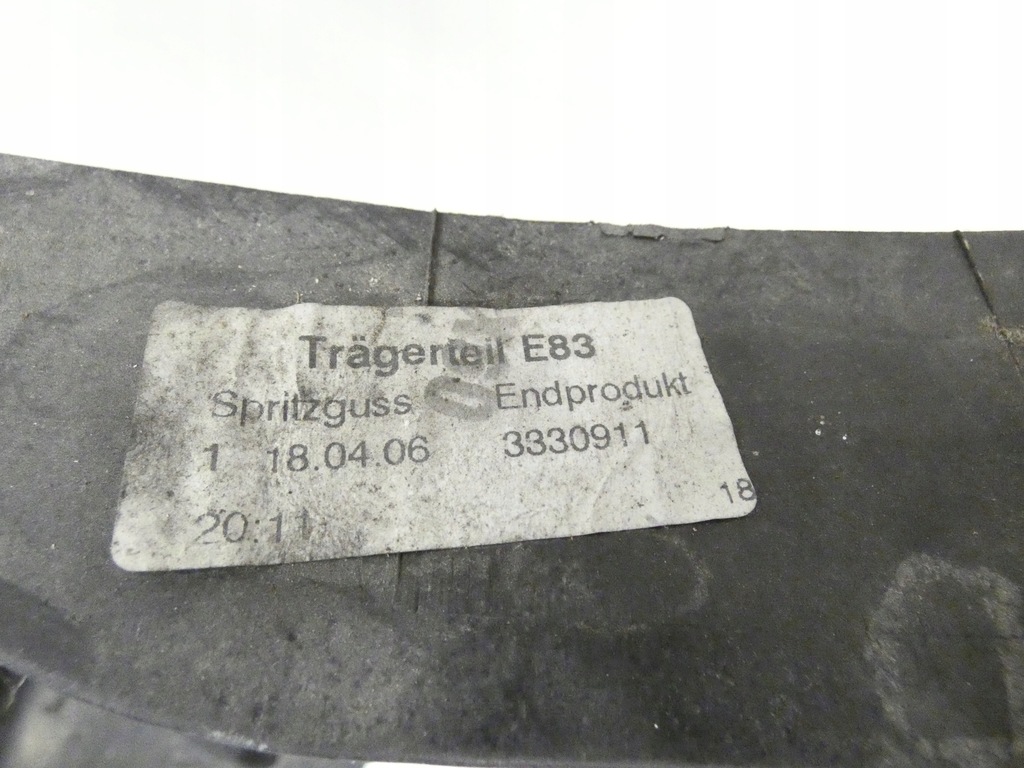 Trägerteil E83
Spritzguss Endprodukt
1 18.04.06 3330911
18
20:11